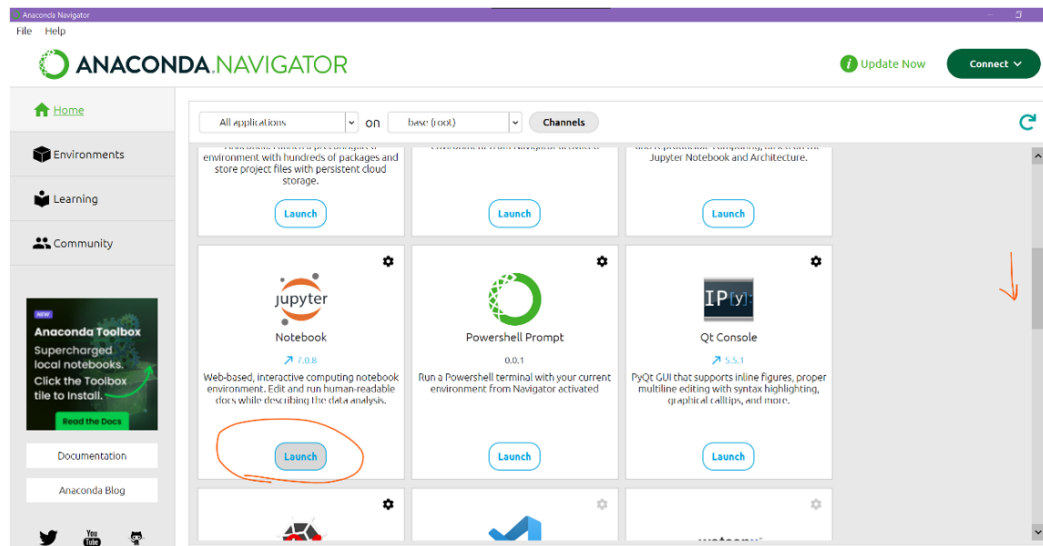 Anaconda Navigator
File Help
ANACONDA.NAVIGATOR
i Update Now
Connect
Home
Environments
Learning
Community
All applications
on
base (root)
Channels
environment with hundreds of packages and
store project files with persistent cloud
storage.
Launch
Launch
Jupyter Notebook and Architecture.
Launch
jupyter
Notebook
7.0.8
Web-based, interactive computing notebook
environment. Edit and run human-readable
docs while describing the data analysis.
Launch
Powershell Prompt
0.0.1
Run a Powershell terminal with your current
environment from Navigator activated
Launch
IP[y]:
Qt Console
5.5.1
PyQt GUI that supports inline figures, proper
multiline editing with syntax highlighting,
graphical calltips, and more.
Launch
NEW
Anaconda Toolbox
Supercharged
local notebooks.
Click the Toolbox
tile to Install.
Read the Docs
Documentation
Anaconda Blog
You
Tube